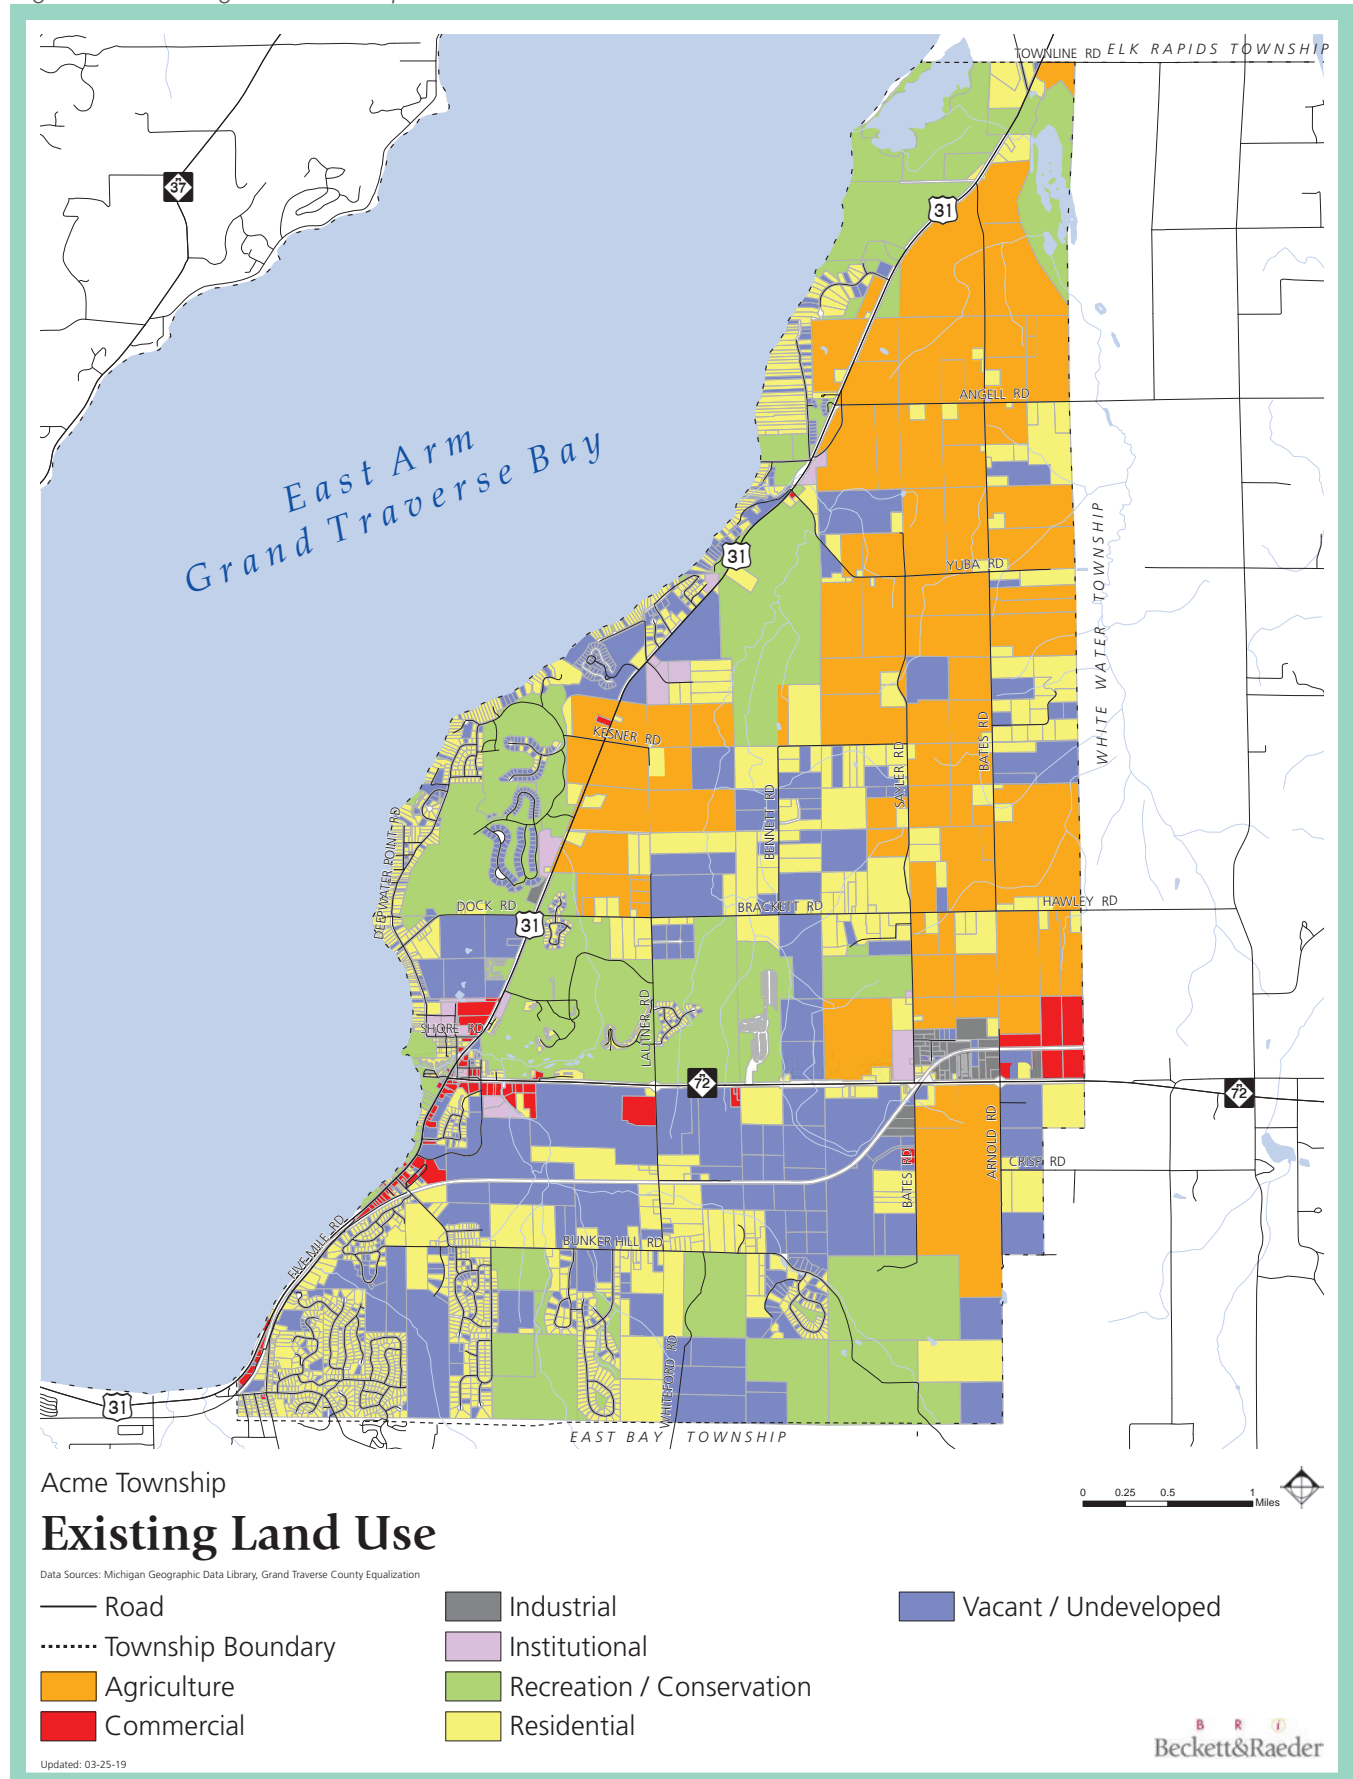 TOWNLINE RD
ELK RAPIDS TOWNSHIP
37
31
ANGELL RD
East Arm
Grand Traverse Bay
31
YUBA RD
WHITE WATER TOWNSHIP
KESNER RD
BATES RD
SAYLER RD
BENNETT RD
DEEPWATER POINT RD
DOCK RD
BRACKETT RD
HAWLEY RD
31
SHORE RD
LAUTNER RD
M
72
M
72
ARNOLD RD
CRISP RD
BATES RD
FIVE MILE RD
BUNKER HILL RD
WHITEFORD RD
31
EAST BAY TOWNSHIP
Acme Township
0 0.25 0.5 1
Miles
Existing Land Use
Data Sources: Michigan Geographic Data Library, Grand Traverse County Equalization
Road
Industrial
Vacant / Undeveloped
Township Boundary
Institutional
Agriculture
Recreation / Conservation
Commercial
Residential
B R i
Beckett&Raeder
Updated: 03-25-19